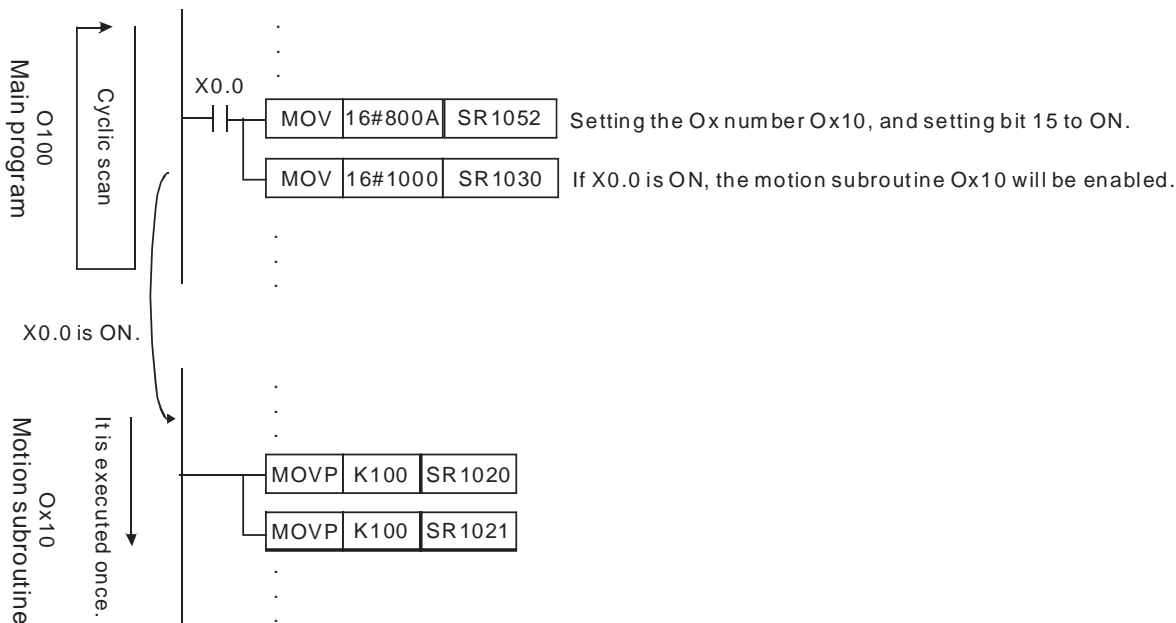 O100
Main program
Cyclic scan
X0.0
MOV 16#800A SR1052 Setting the Ox number Ox10, and setting bit 15 to ON.
MOV 16#1000 SR1030 If X0.0 is ON, the motion subroutine Ox10 will be enabled.
X0.0 is ON.
Ox10
Motion subroutine
It is executed once.
MOVP K100 SR1020
MOVP K100 SR1021